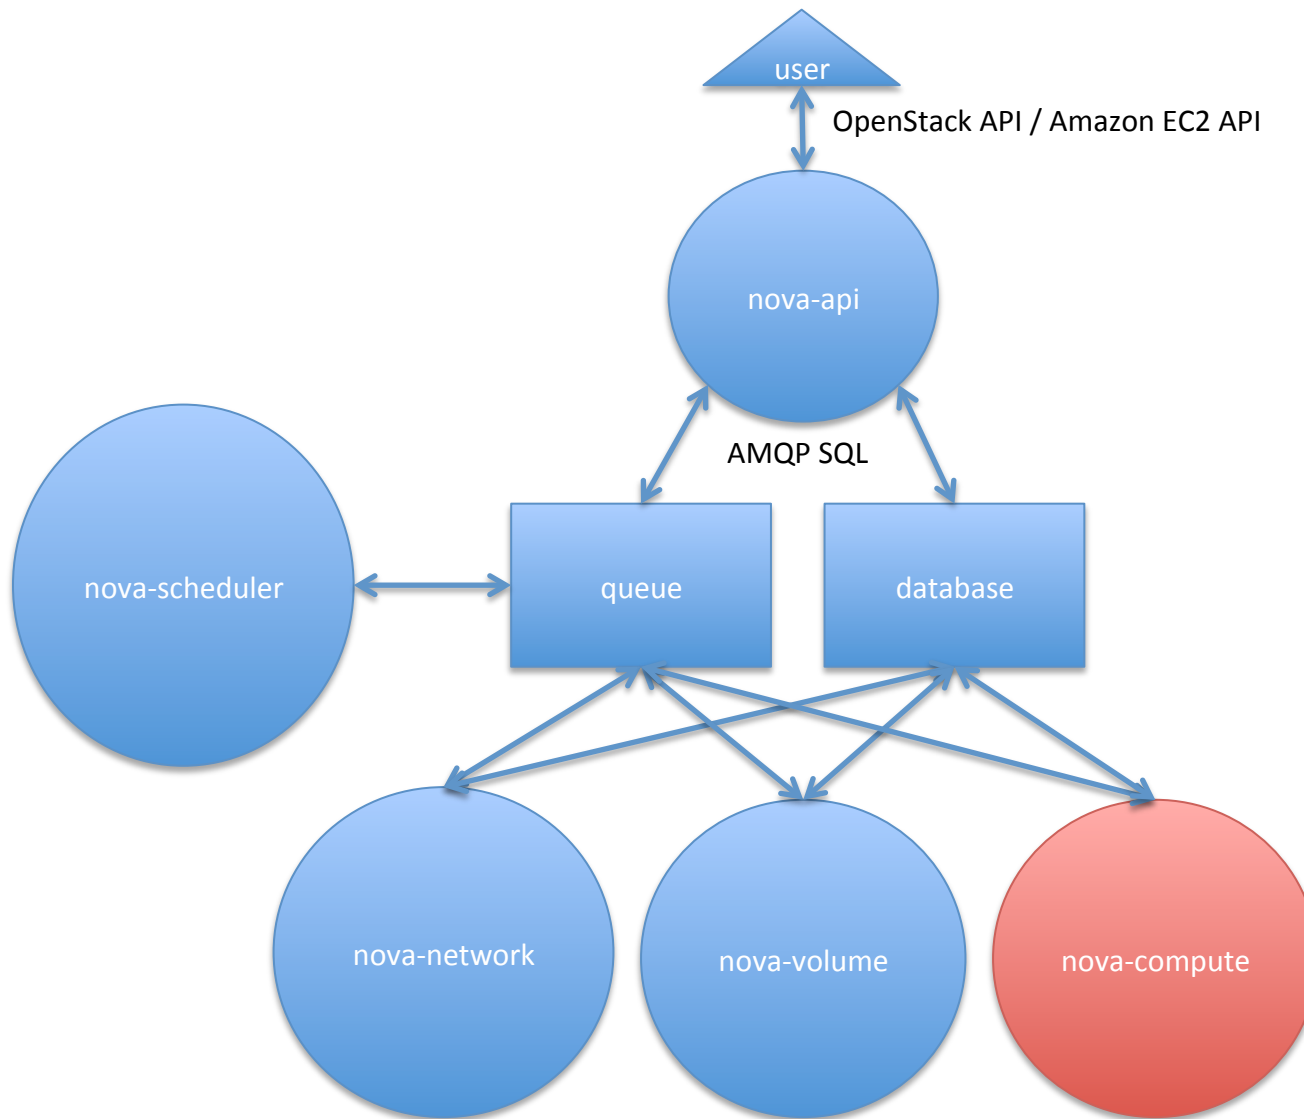 user
OpenStack API / Amazon EC2 API
nova-api
AMQP SQL
nova-scheduler
queue
database
nova-network
nova-volume
nova-compute